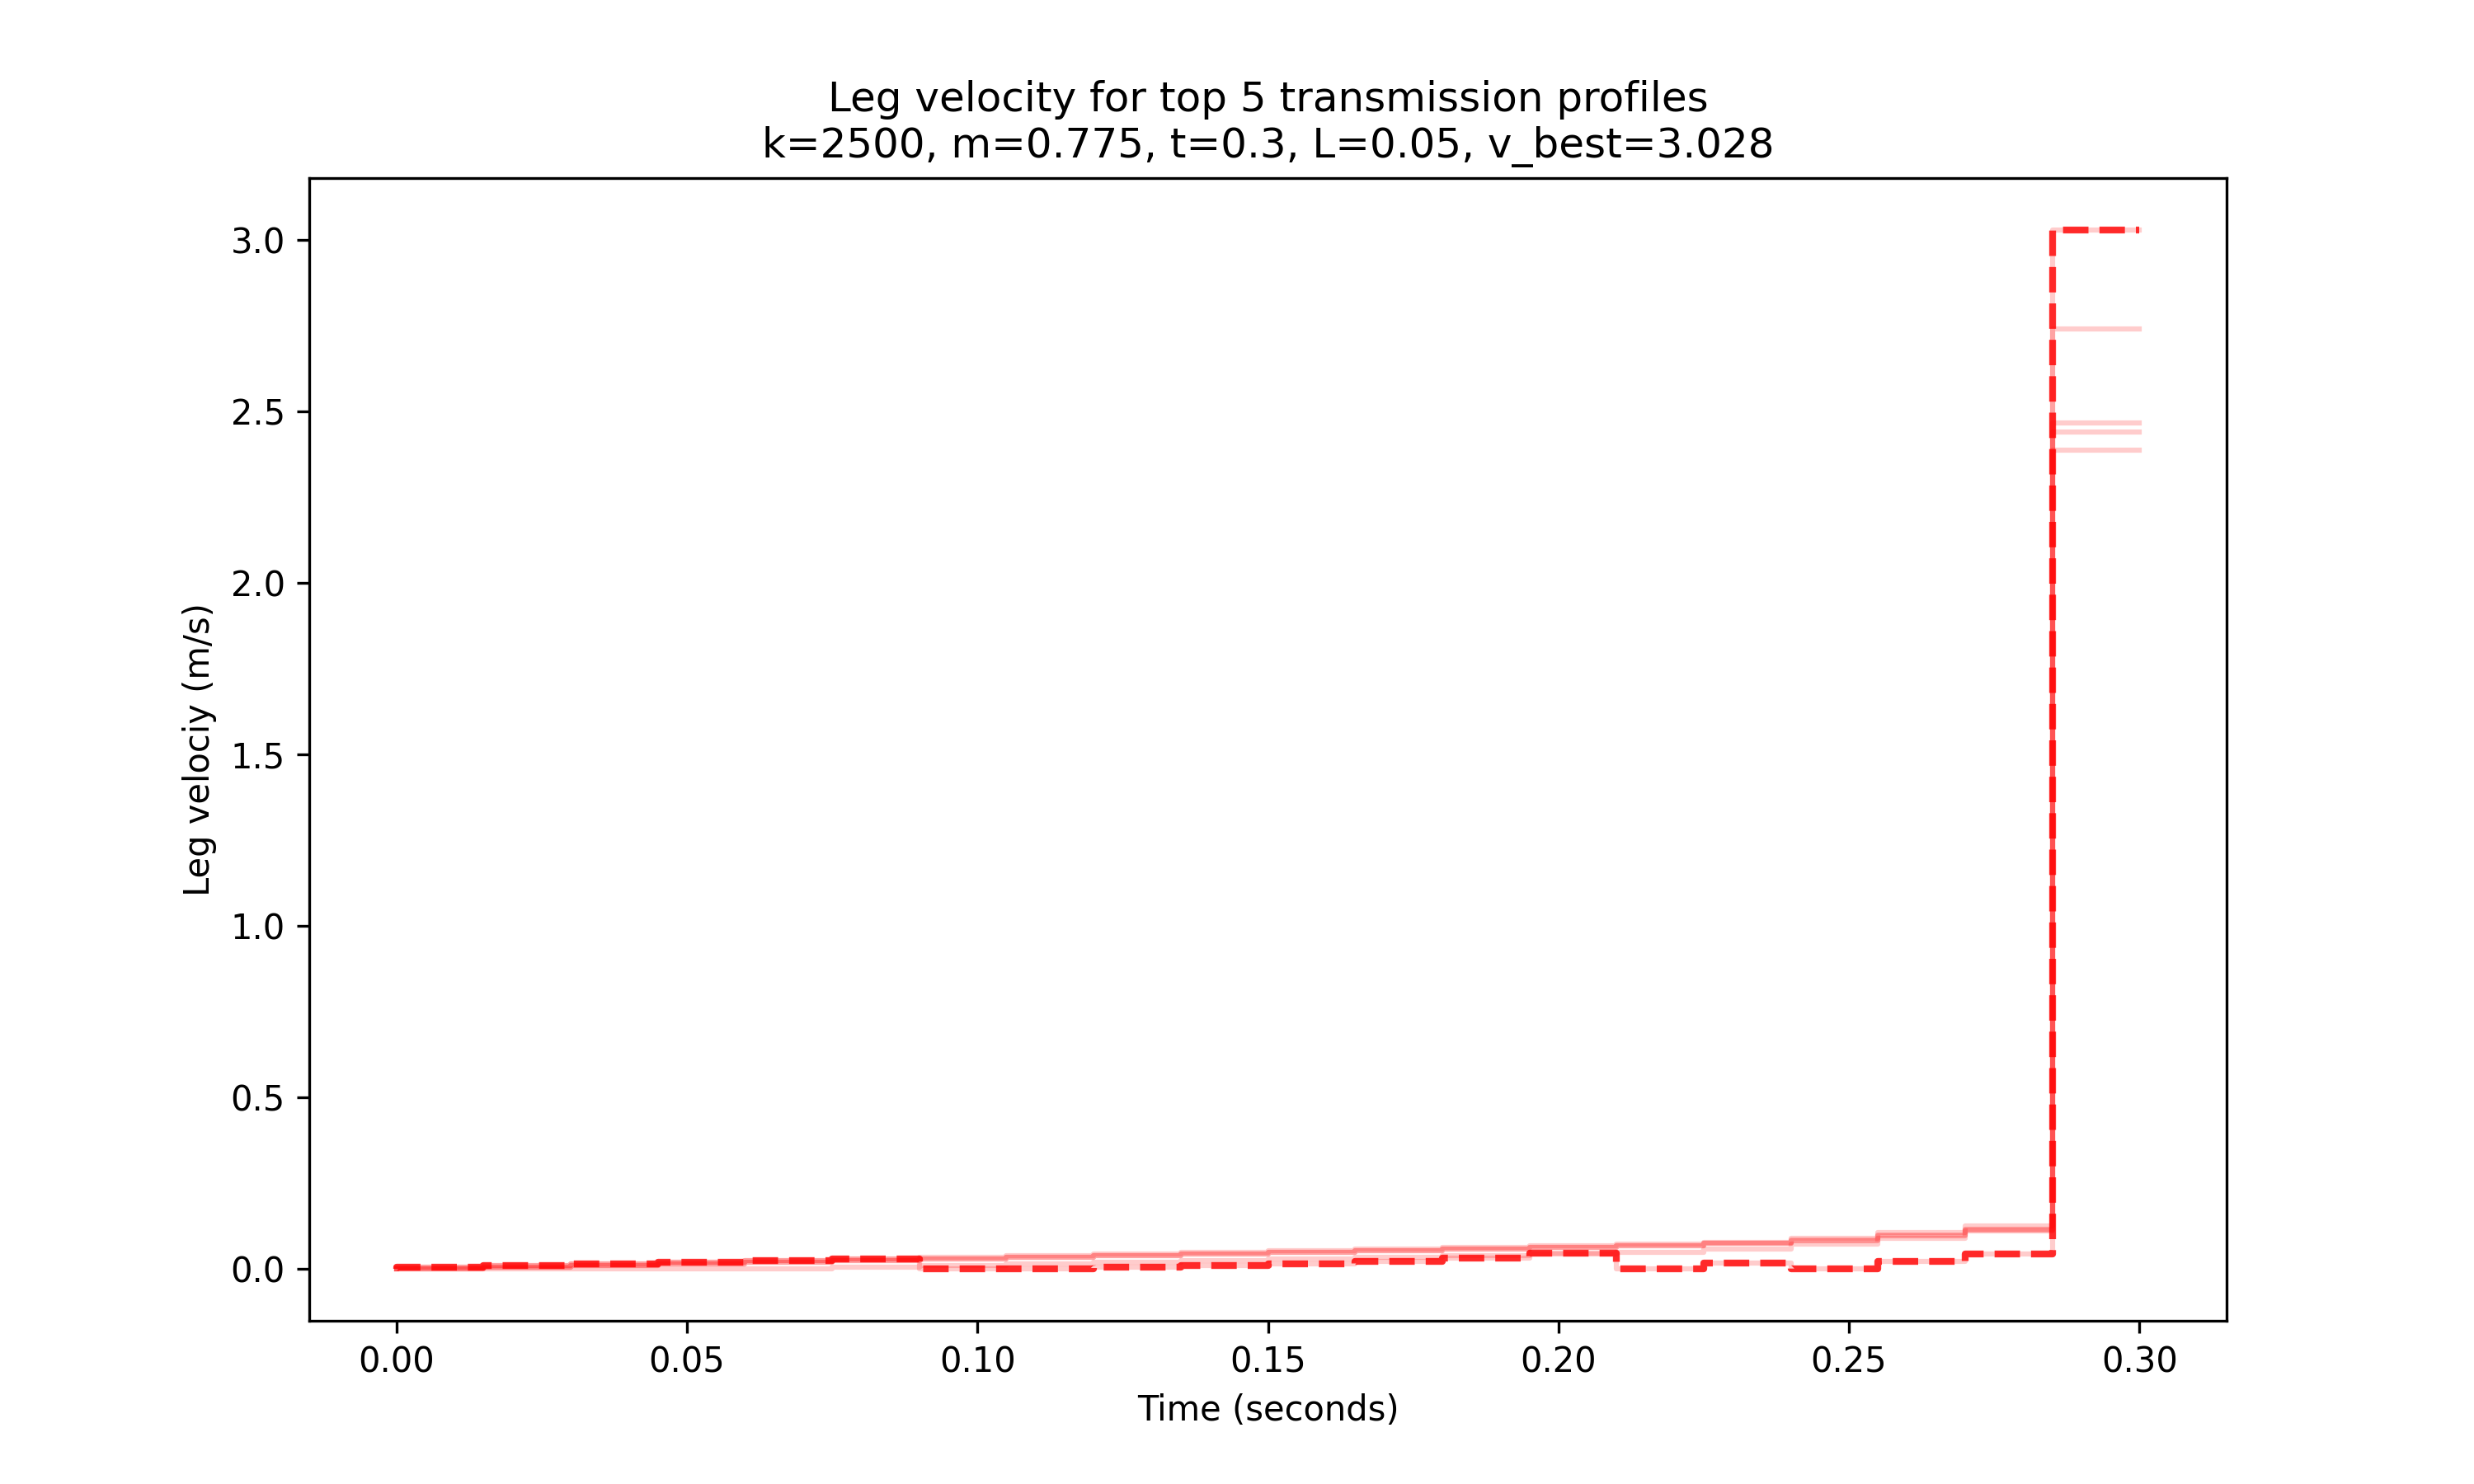 Leg velocity for top 5 transmission profiles
k=2500, m=0.775, t=0.3, L=0.05, v_best=3.028
3.0
2.5
2.0
1.5
1.0
0.5
0.0
Leg velociy (m/s)
0.00 0.05 0.10 0.15 0.20 0.25 0.30
Time (seconds)